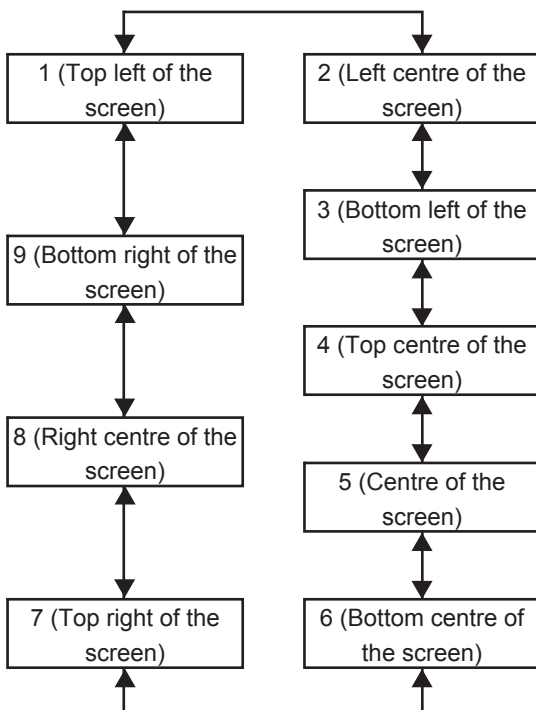 1 (Top left of the
screen)
2 (Left centre of the
screen)
3 (Bottom left of the
screen)
9 (Bottom right of the
screen)
4 (Top centre of the
screen)
8 (Right centre of the
screen)
5 (Centre of the
screen)
7 (Top right of the
screen)
6 (Bottom centre of
the screen)